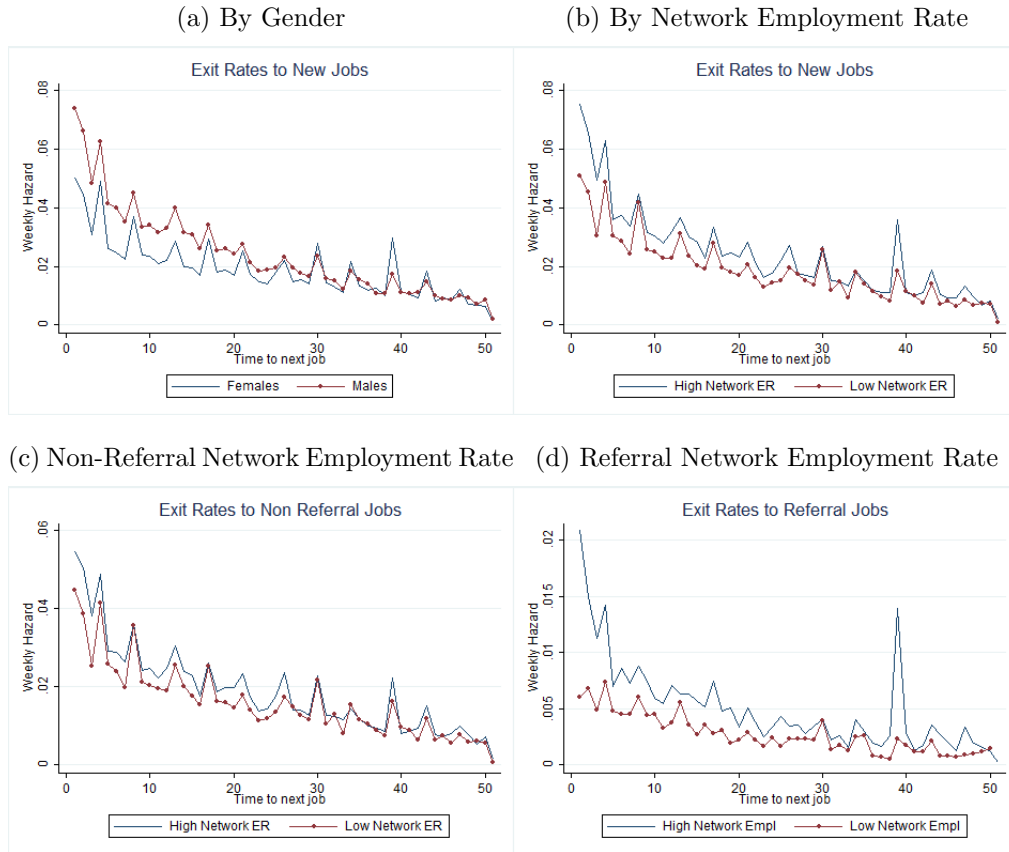 (a) By Gender
(b) By Network Employment Rate
Exit Rates to New Jobs
Weekly Hazard
.08
.06
.04
.02
0
0 10 20 30 40 50
Time to next job
Females Males
Exit Rates to New Jobs
Weekly Hazard
.08
.06
.04
.02
0
0 10 20 30 40 50
Time to next job
High Network ER Low Network ER
(c) Non-Referral Network Employment Rate
(d) Referral Network Employment Rate
Exit Rates to Non Referral Jobs
Weekly Hazard
.06
.04
.02
0
0 10 20 30 40 50
Time to next job
High Network ER Low Network ER
Exit Rates to Referral Jobs
Weekly Hazard
.02
.015
.01
.005
0
0 10 20 30 40 50
Time to next job
High Network Empl Low Network Empl